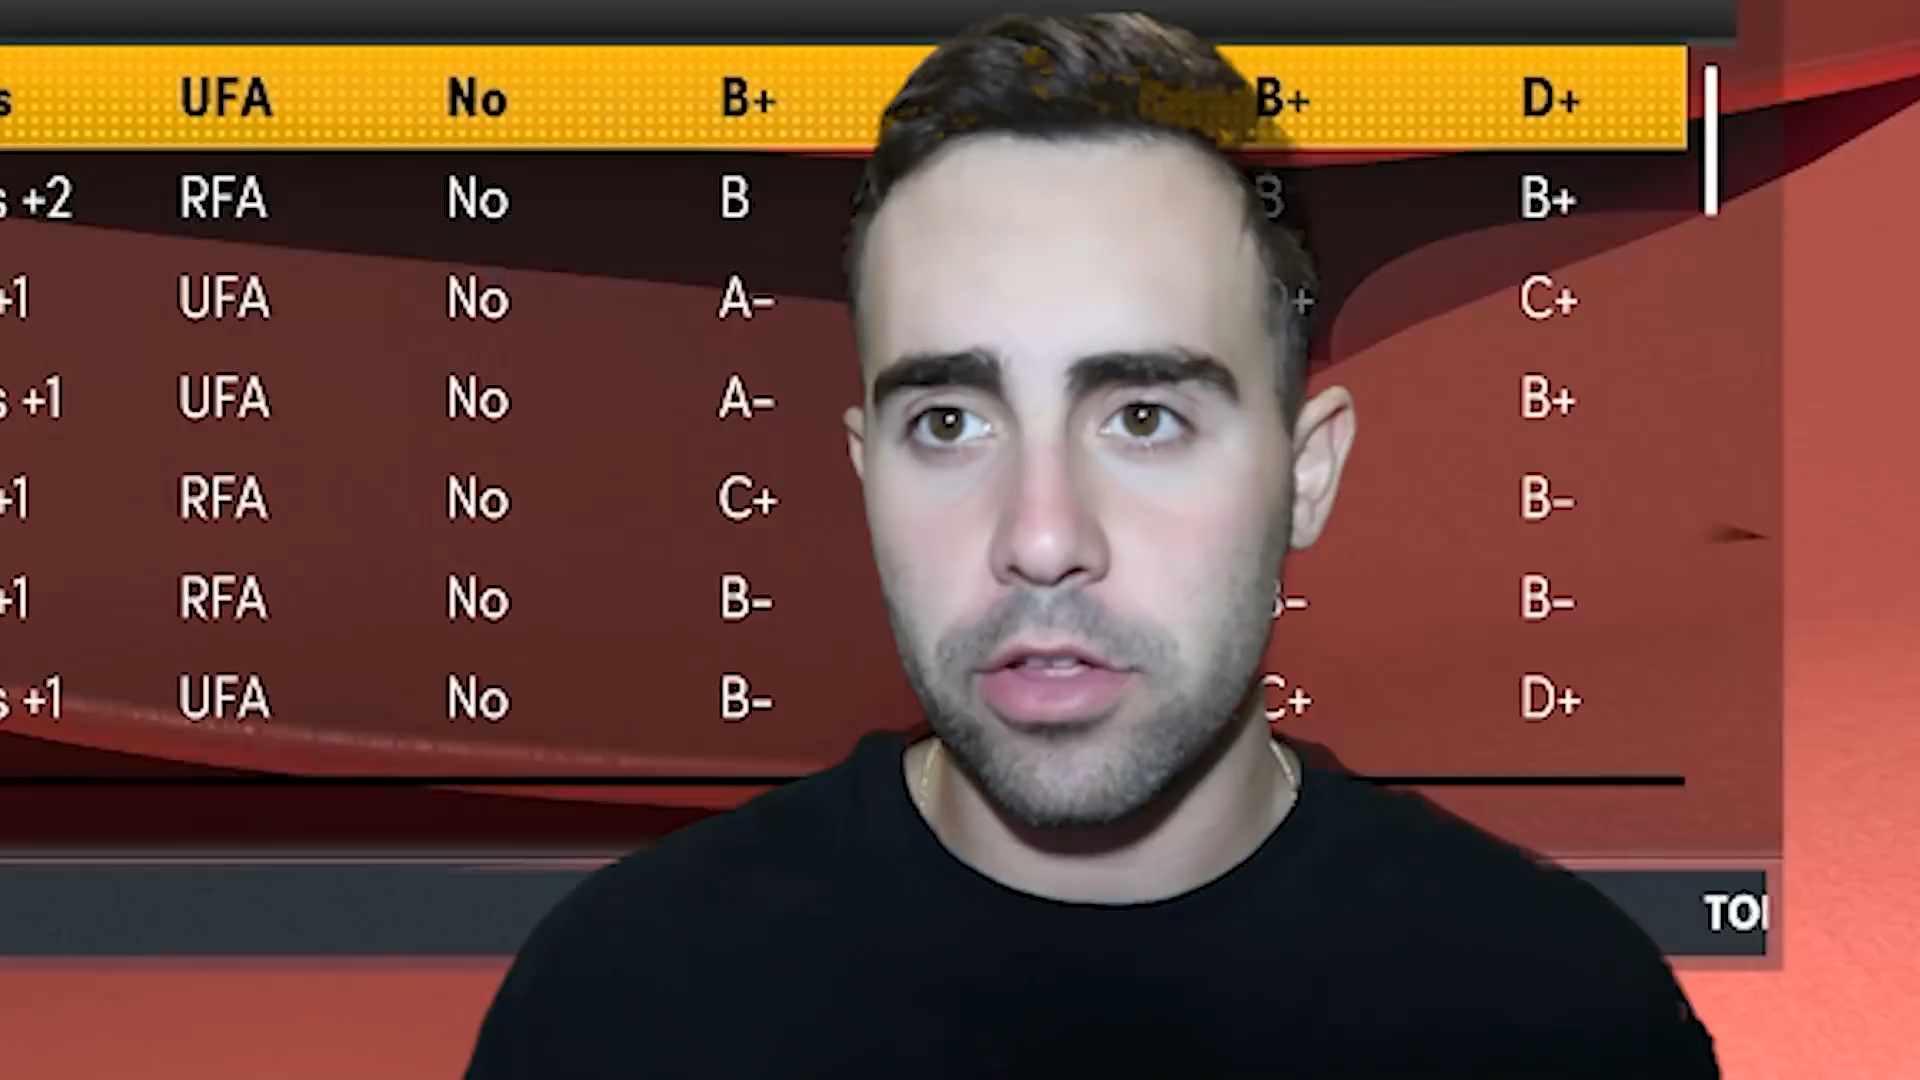 s UFA No B+ B+ D+
s +2 RFA No B B B+
+1 UFA No A- C+
s +1 UFA No A- B+
+1 RFA No C+ B-
+1 RFA No B- B-
s +1 UFA No B- C+ D+